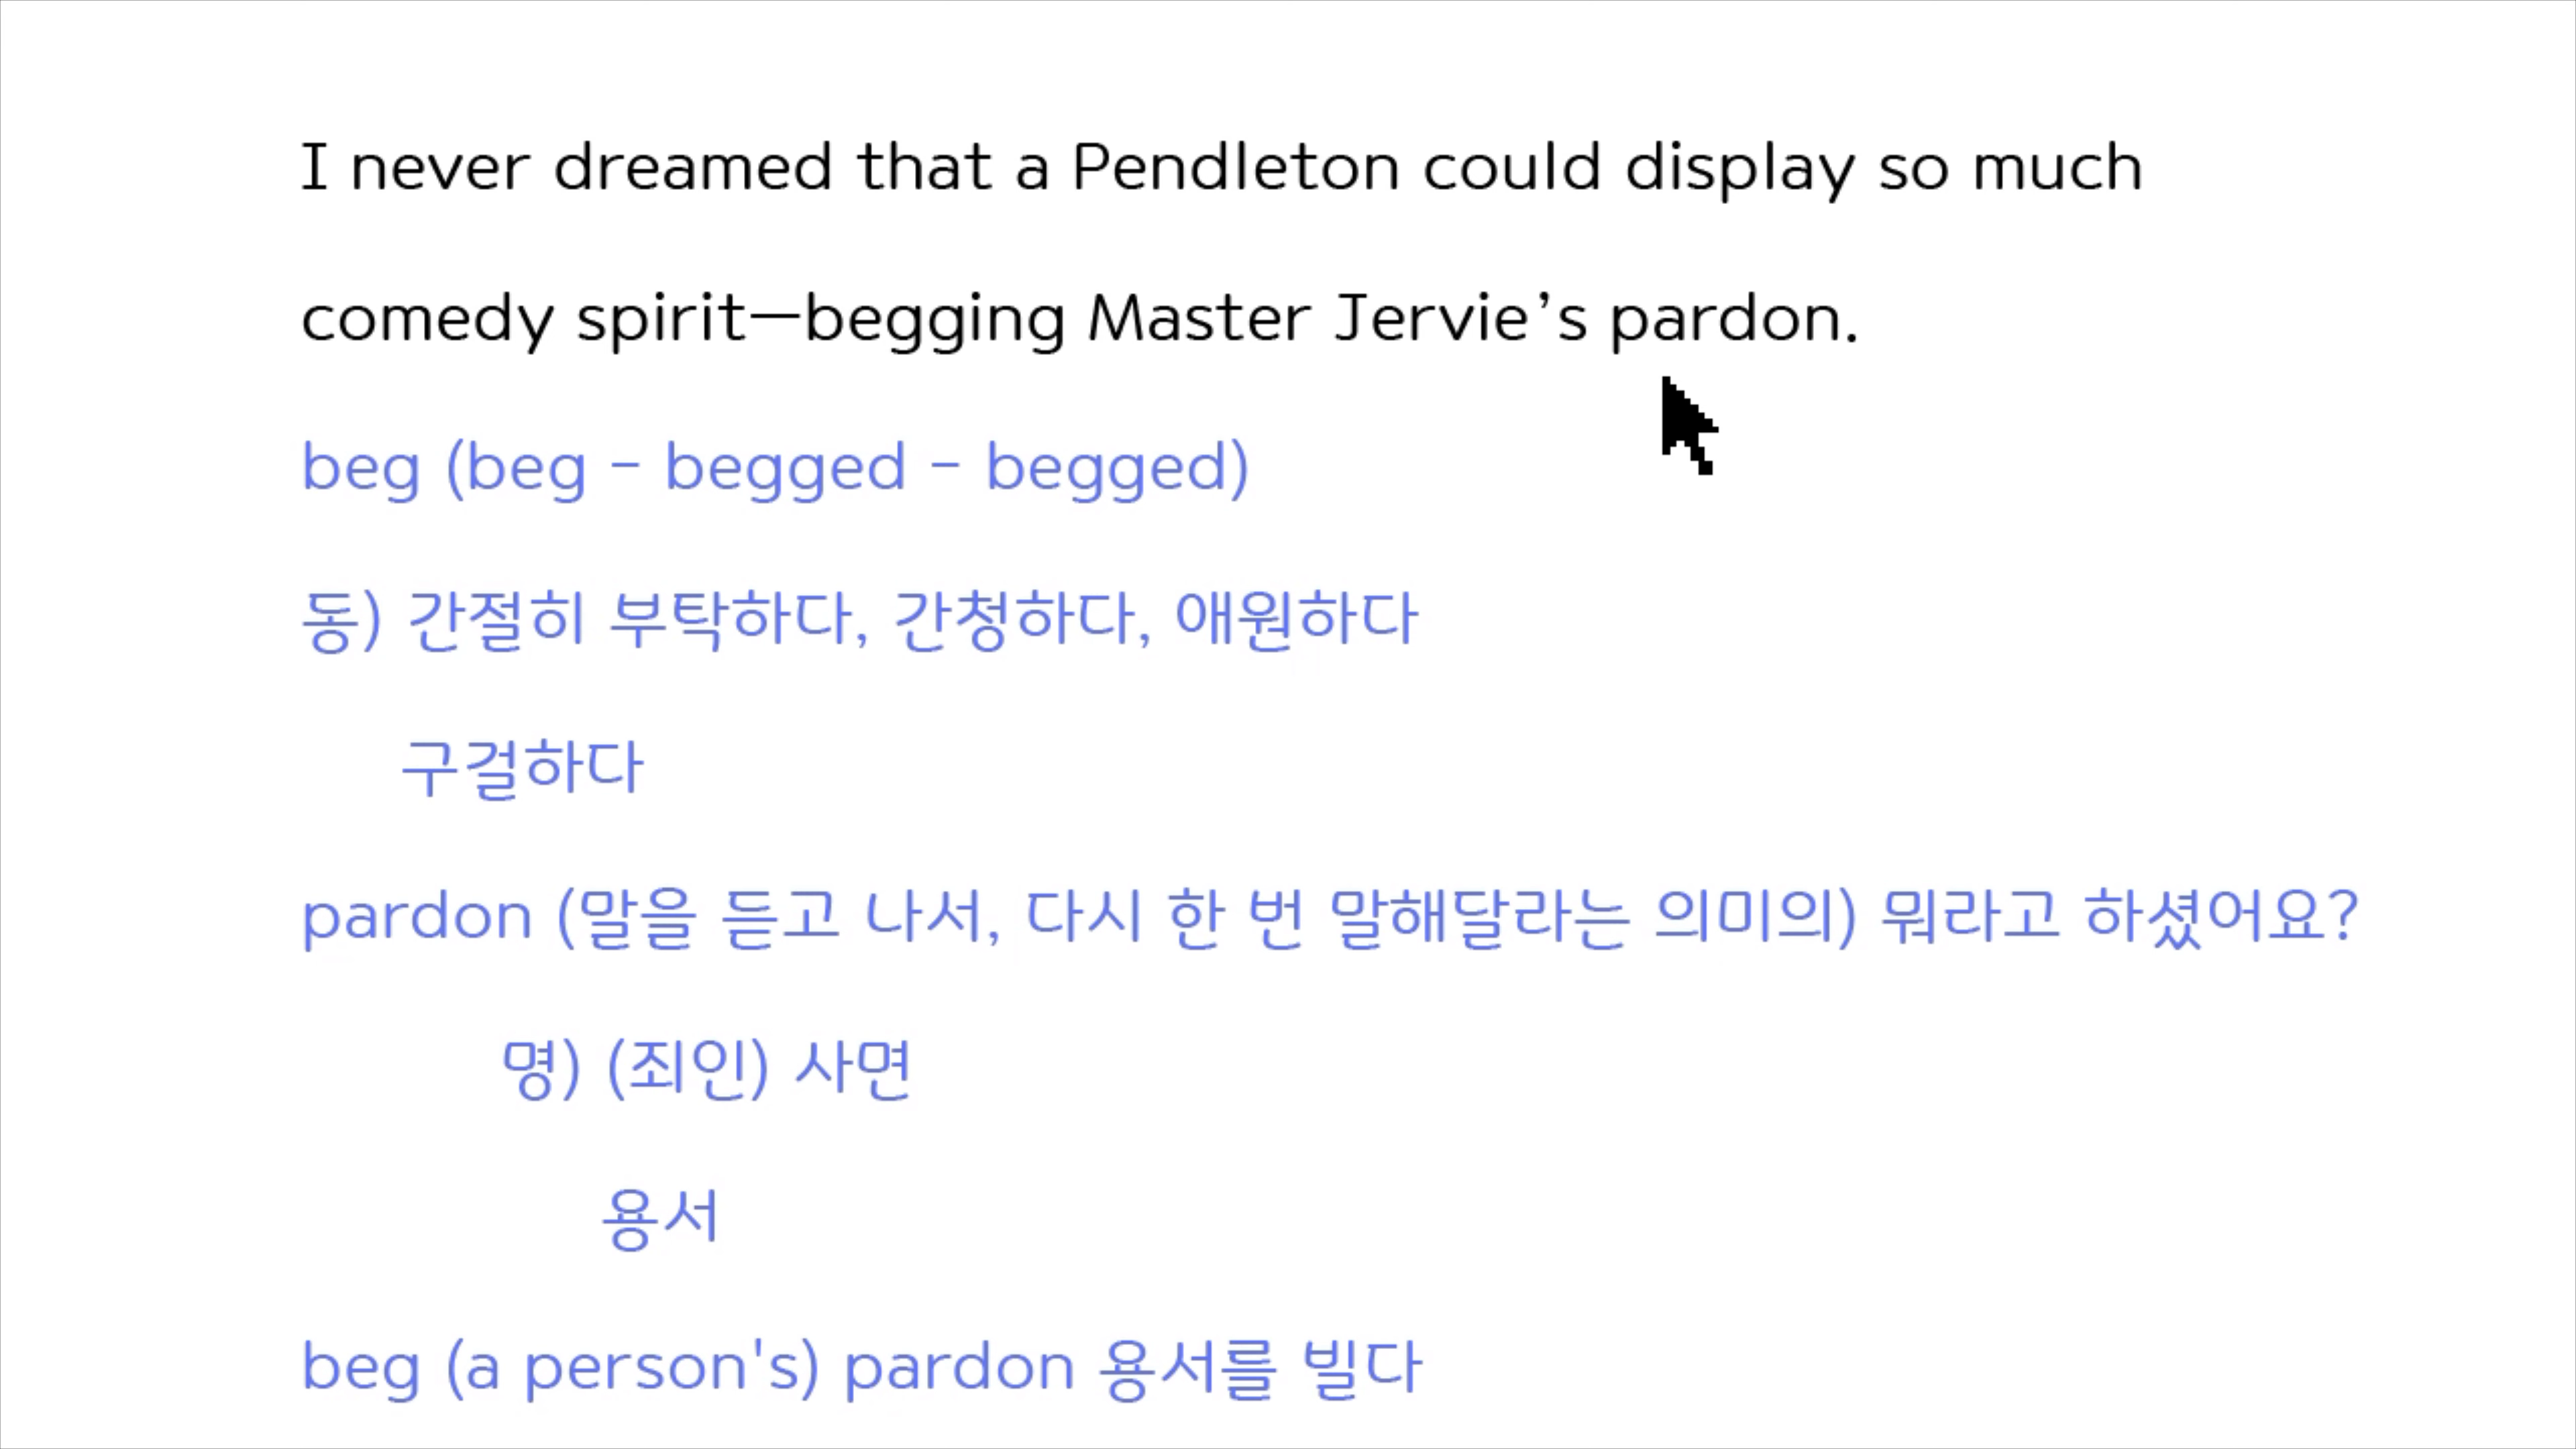 I never dreamed that a Pendleton could display so much
comedy spirit—begging Master Jervie’s pardon.
beg (beg - begged - begged)
동) 간절히 부탁하다, 간청하다, 애원하다
구걸하다
pardon (말을 듣고 나서, 다시 한 번 말해달라는 의미의) 뭐라고 하셨어요?
명) (죄인) 사면
용서
beg (a person's) pardon 용서를 빌다